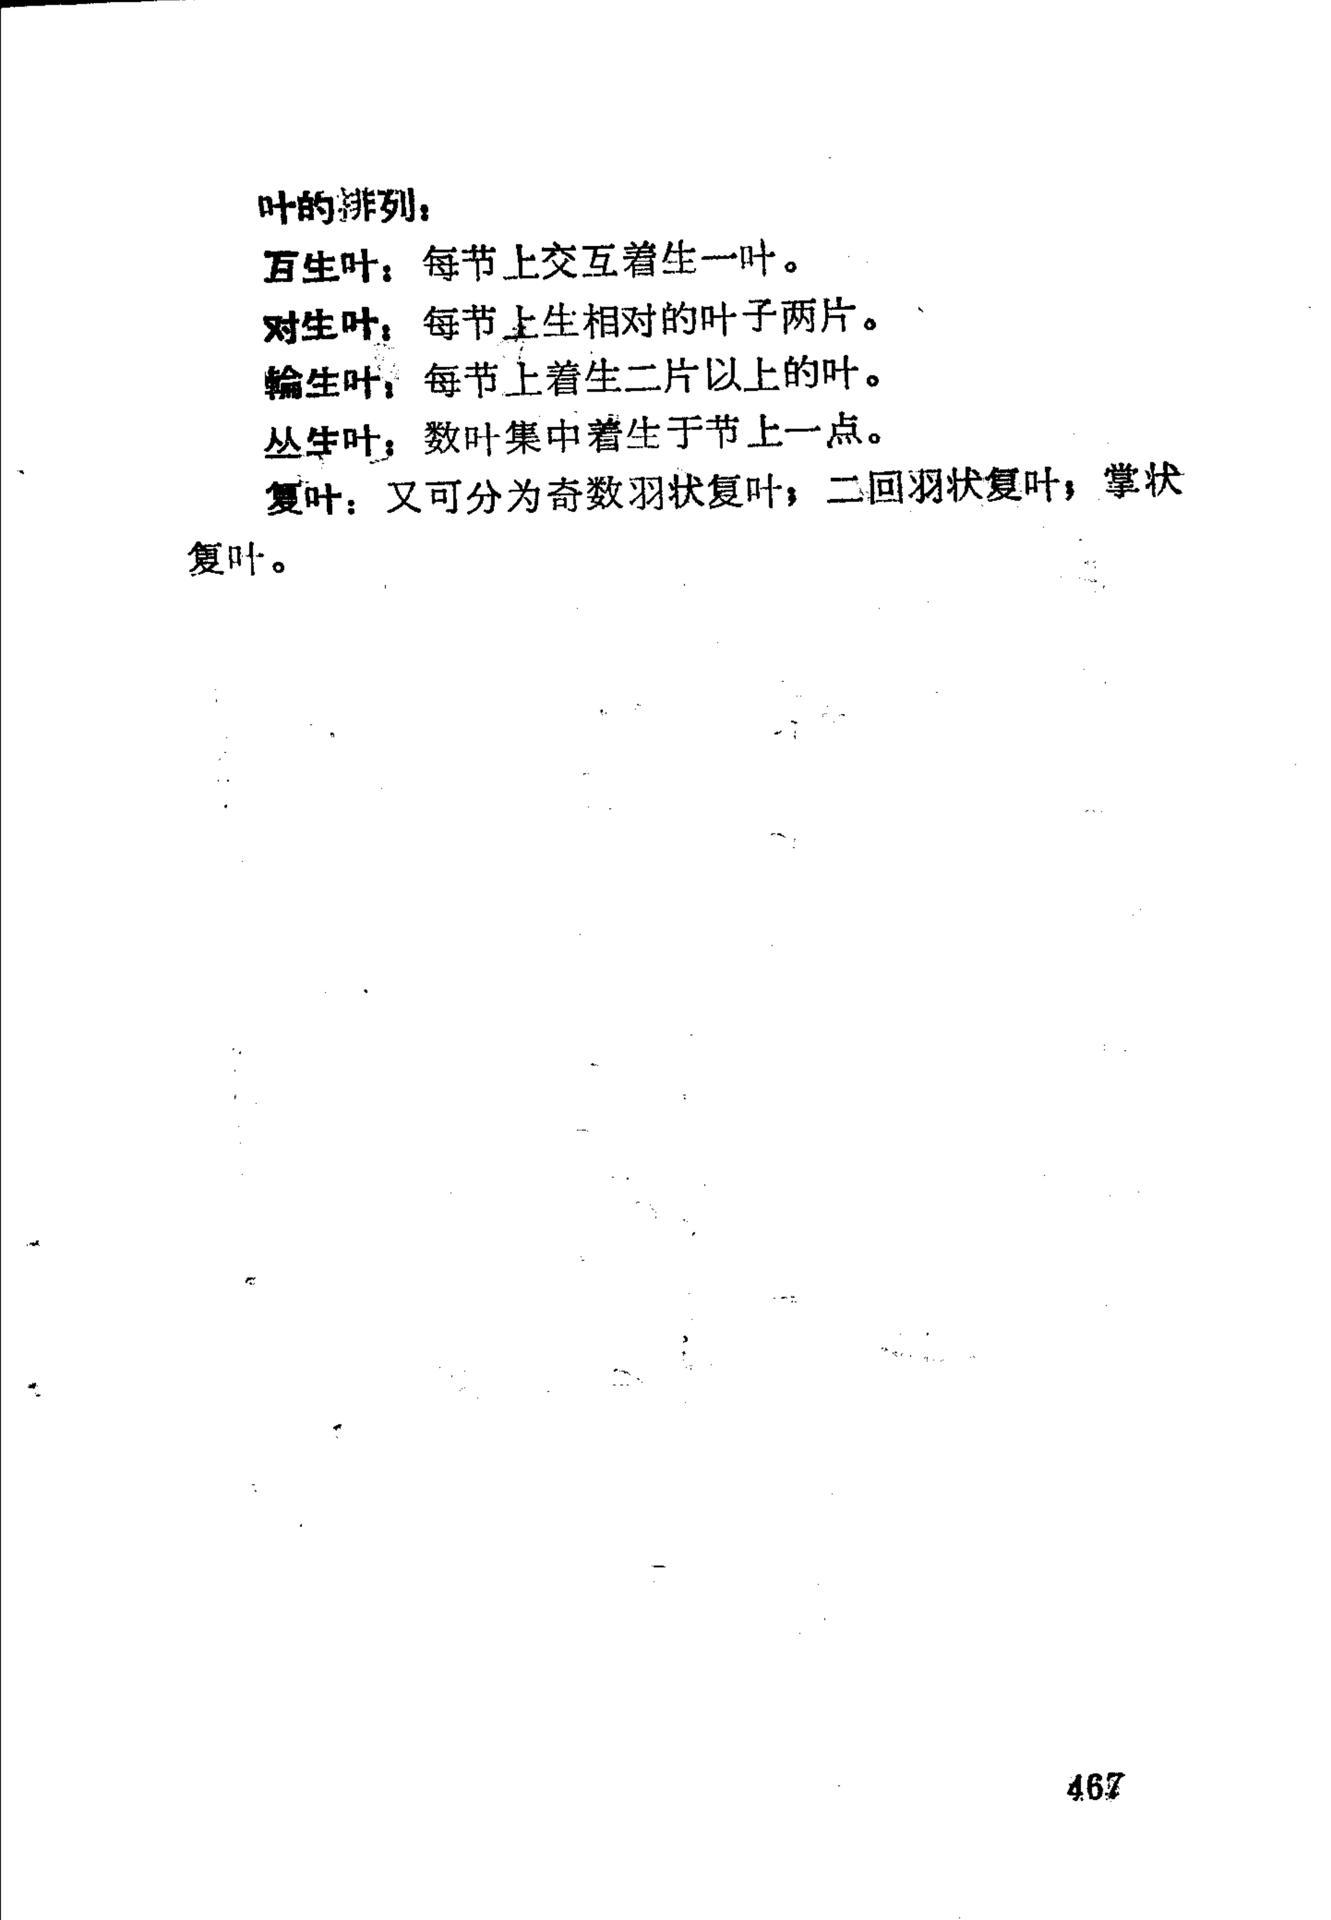 叶的排列：
互生叶：每节上交互着生一叶。
对生叶：每节上生相对的叶子两片。
輪生叶：每节上着生二片以上的叶。
丛生叶：数叶集中着生于节上一点。
复叶：又可分为奇数羽状复叶；二回羽状复叶；掌状
复叶。
467